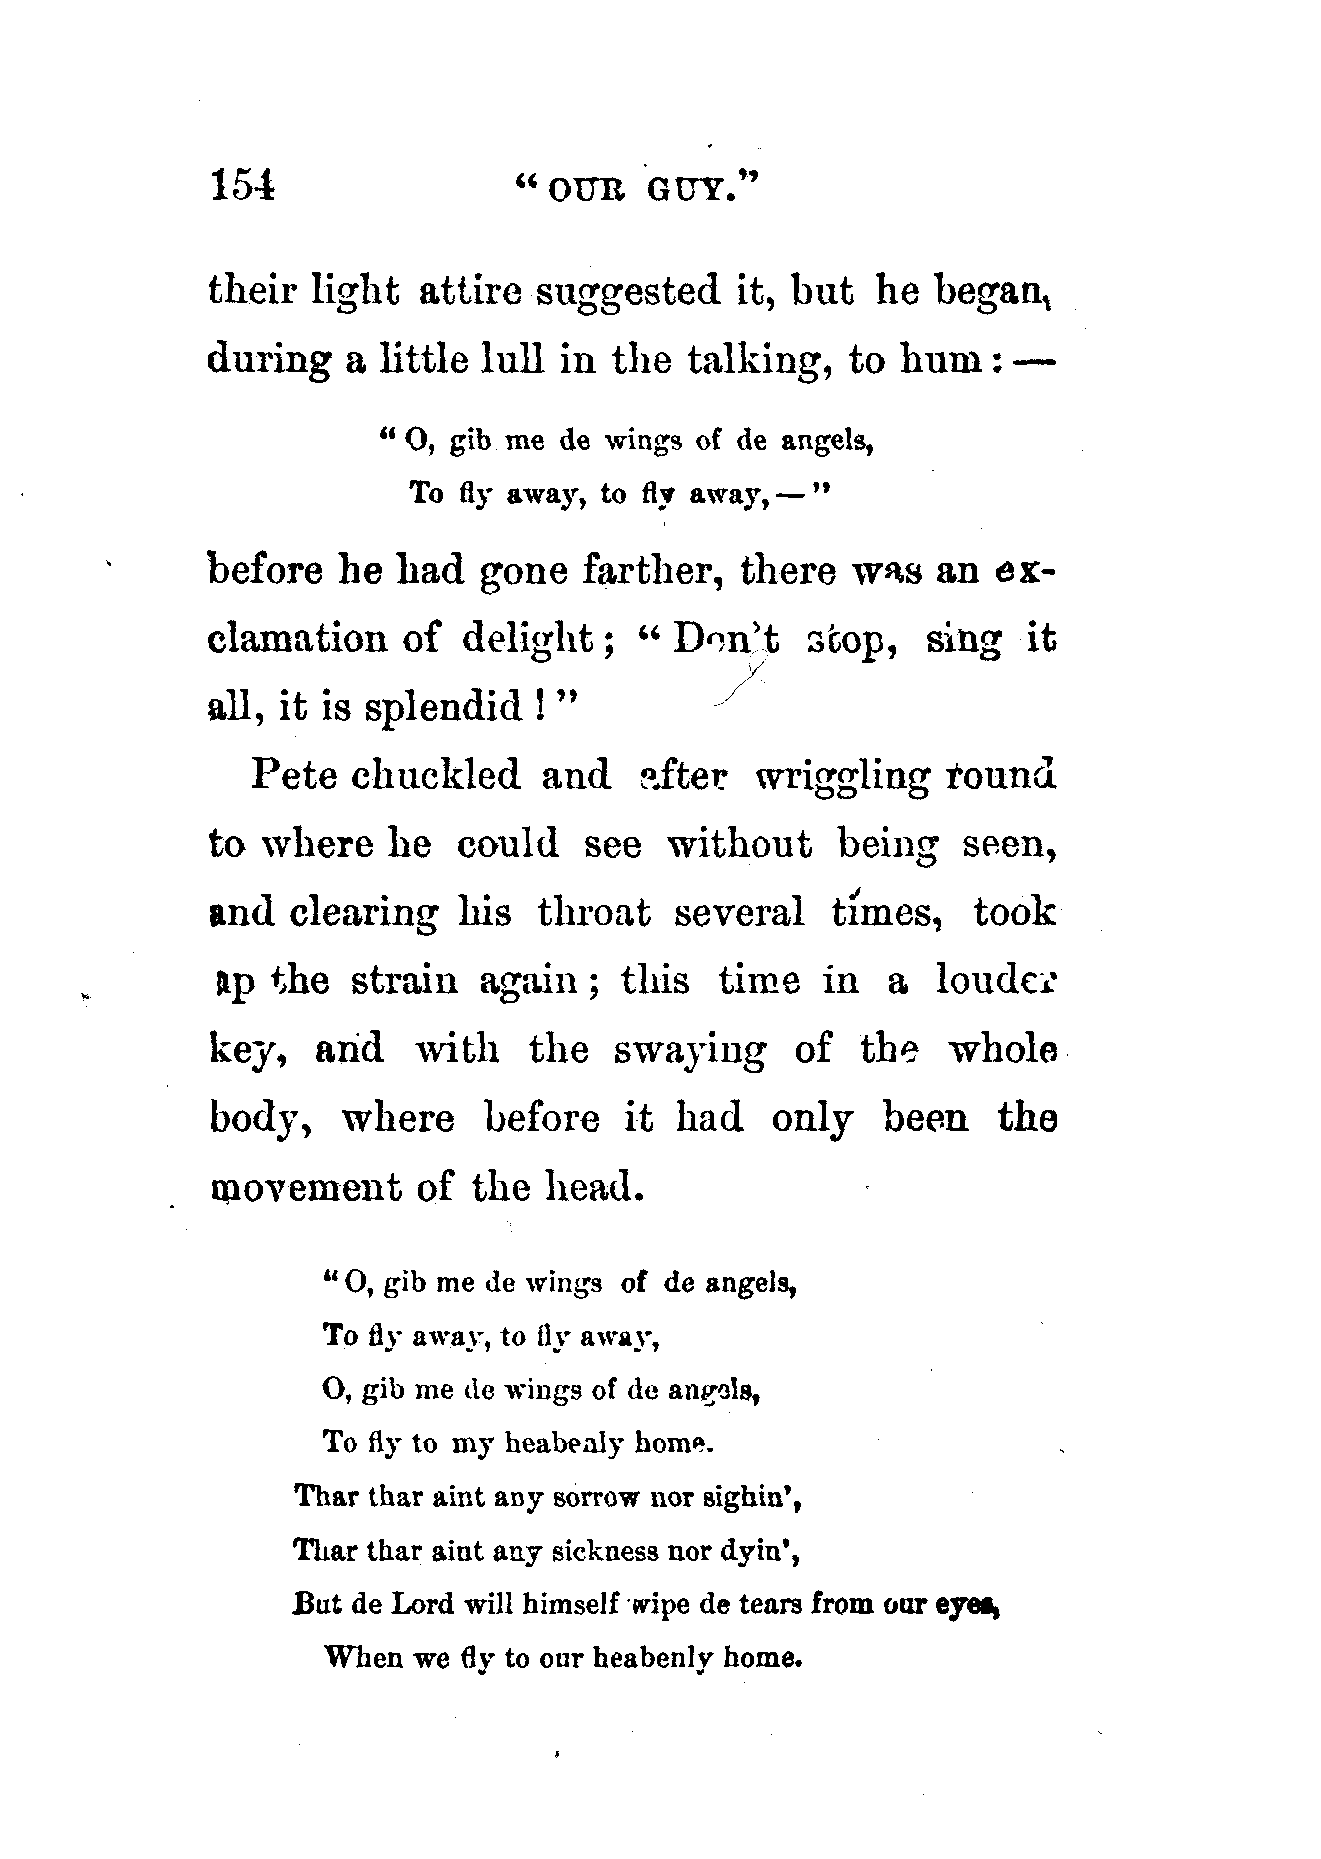 154 “ OUR GUY.”
their light attire suggested it, but he began,
during a little lull in the talking, to hum : —
“ O, gib me de wings of de angels,
To fly away, to fly away, — ”
before he had gone farther, there was an ex-
clamation of delight ; “ Don’t stop, sing it
all, it is splendid ! ”
Pete chuckled and after wriggling round
to where he could see without being seen,
and clearing his throat several times, took
up the strain again ; this time in a louder
key, and with the swaying of the whole
body, where before it had only been the
movement of the head.
“ O, gib me de wings of de angels,
To fly away, to fly away,
O, gib me de wings of de angels,
To fly to my heabenly home.
Thar thar aint any sorrow nor sighin’,
Thar thar aint any sickness nor dyin’,
But de Lord will himself wipe de tears from our eyes,
When we fly to our heabenly home.